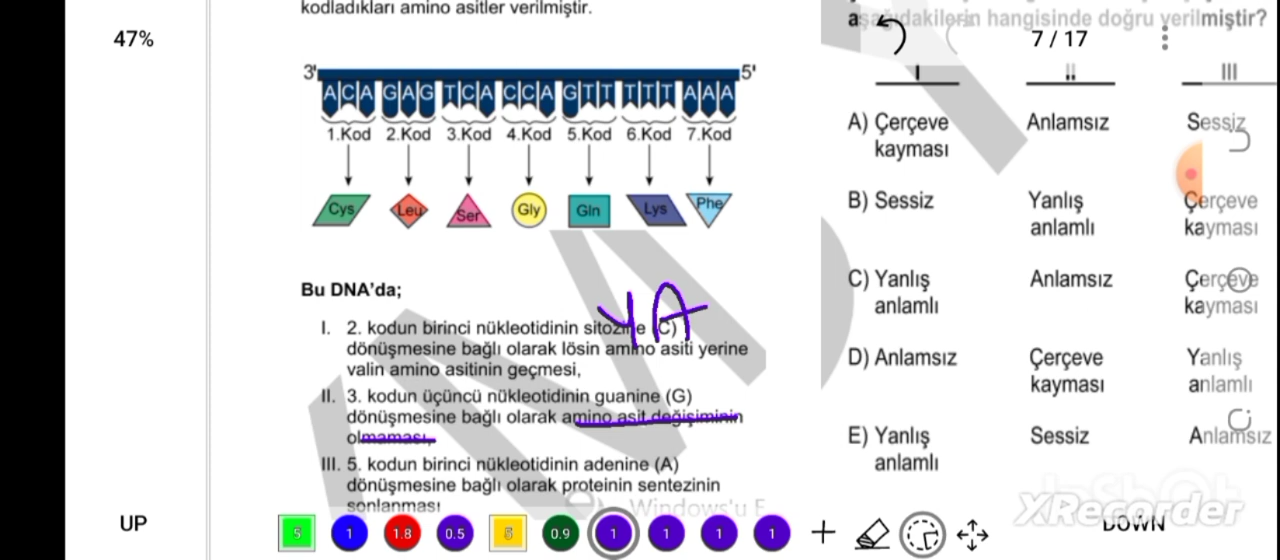 47%
UP
kodladıkları amino asitler verilmiştir.
3' 5'
ACA GAG TCA CCA GTT TTT AAA
1.Kod 2.Kod 3.Kod 4.Kod 5.Kod 6.Kod 7.Kod
Cys Leu Ser Gly Gln Lys Phe
Bu DNA'da;
YA
I. 2. kodun birinci nükleotidinin sitozine (C)
dönüşmesine bağlı olarak lösin amino asiti yerine
valin amino asitinin geçmesi,
II. 3. kodun üçüncü nükleotidinin guanine (G)
dönüşmesine bağlı olarak amino asit değişiminin
olmaması,
III. 5. kodun birinci nükleotidinin adenine (A)
dönüşmesine bağlı olarak proteinin sentezinin
sonlanması
Windows'u E
5 1 1.8 0.5 5 0.9 1 1 1 1
aşağıdakilerin hangisinde doğru verilmiştir?
7 / 17
I II III
A) Çerçeve kayması Anlamsız Sessiz
B) Sessiz Yanlış anlamlı Çerçeve kayması
C) Yanlış anlamlı Anlamsız Çerçeve kayması
D) Anlamsız Çerçeve kayması Yanlış anlamlı
E) Yanlış anlamlı Sessiz Anlamsız
XRecorder
DOWN